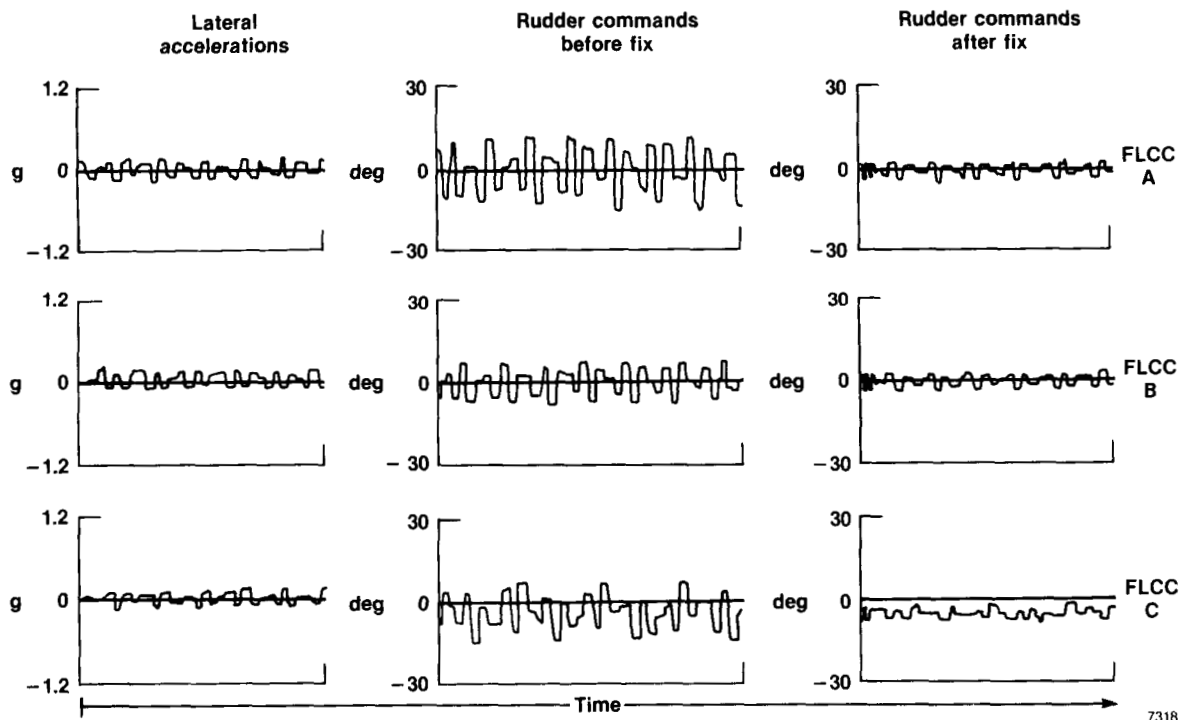 Lateral
accelerations
Rudder commands
before fix
Rudder commands
after fix
1.2
g 0
−1.2
30
deg 0
−30
30
deg 0
−30
FLCC
A
1.2
g 0
−1.2
30
deg 0
−30
30
deg 0
−30
FLCC
B
1.2
g 0
−1.2
30
deg 0
−30
30
deg 0
−30
FLCC
C
Time
7318